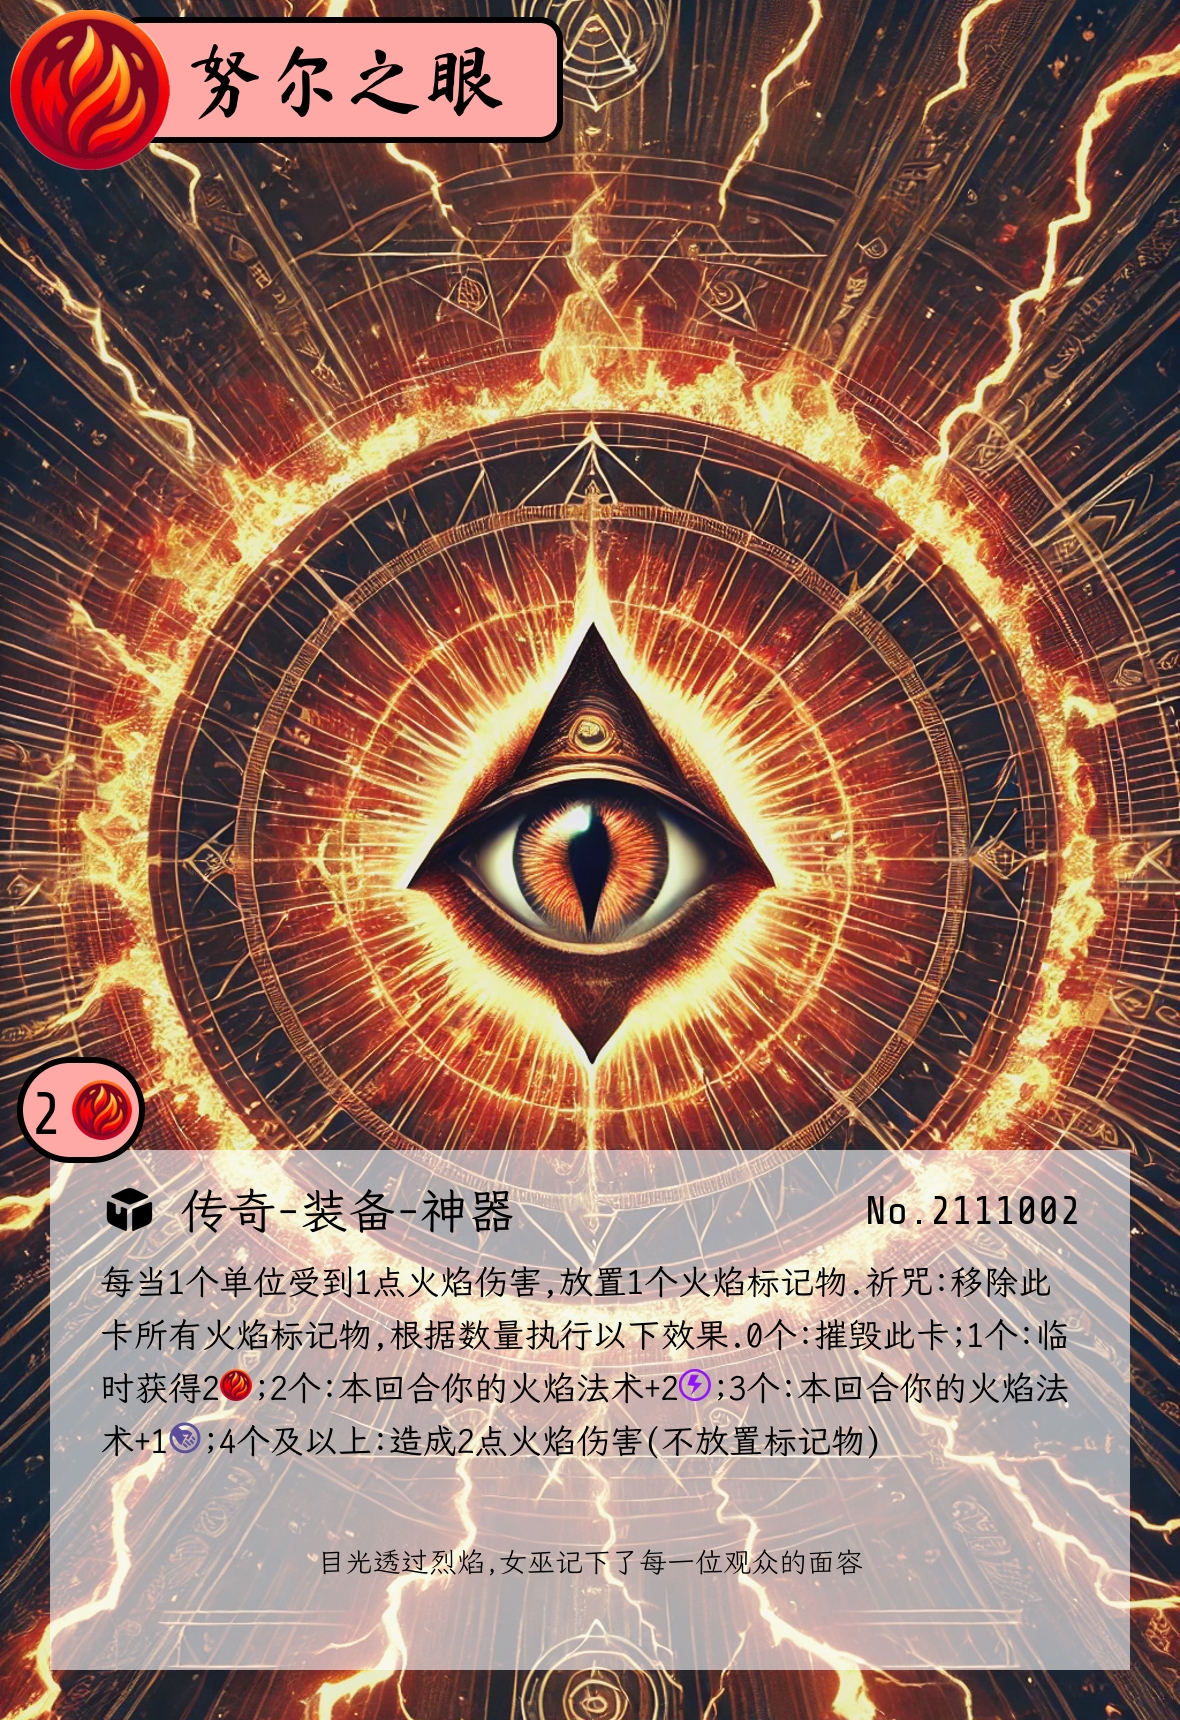 努尔之眼
2
传奇-装备-神器
No.2111002
每当1个单位受到1点火焰伤害,放置1个火焰标记物.祈咒:移除此
卡所有火焰标记物,根据数量执行以下效果.0个:摧毁此卡;1个:临
时获得2;2个:本回合你的火焰法术+2;3个:本回合你的火焰法
术+1;4个及以上:造成2点火焰伤害(不放置标记物)
目光透过烈焰,女巫记下了每一位观众的面容